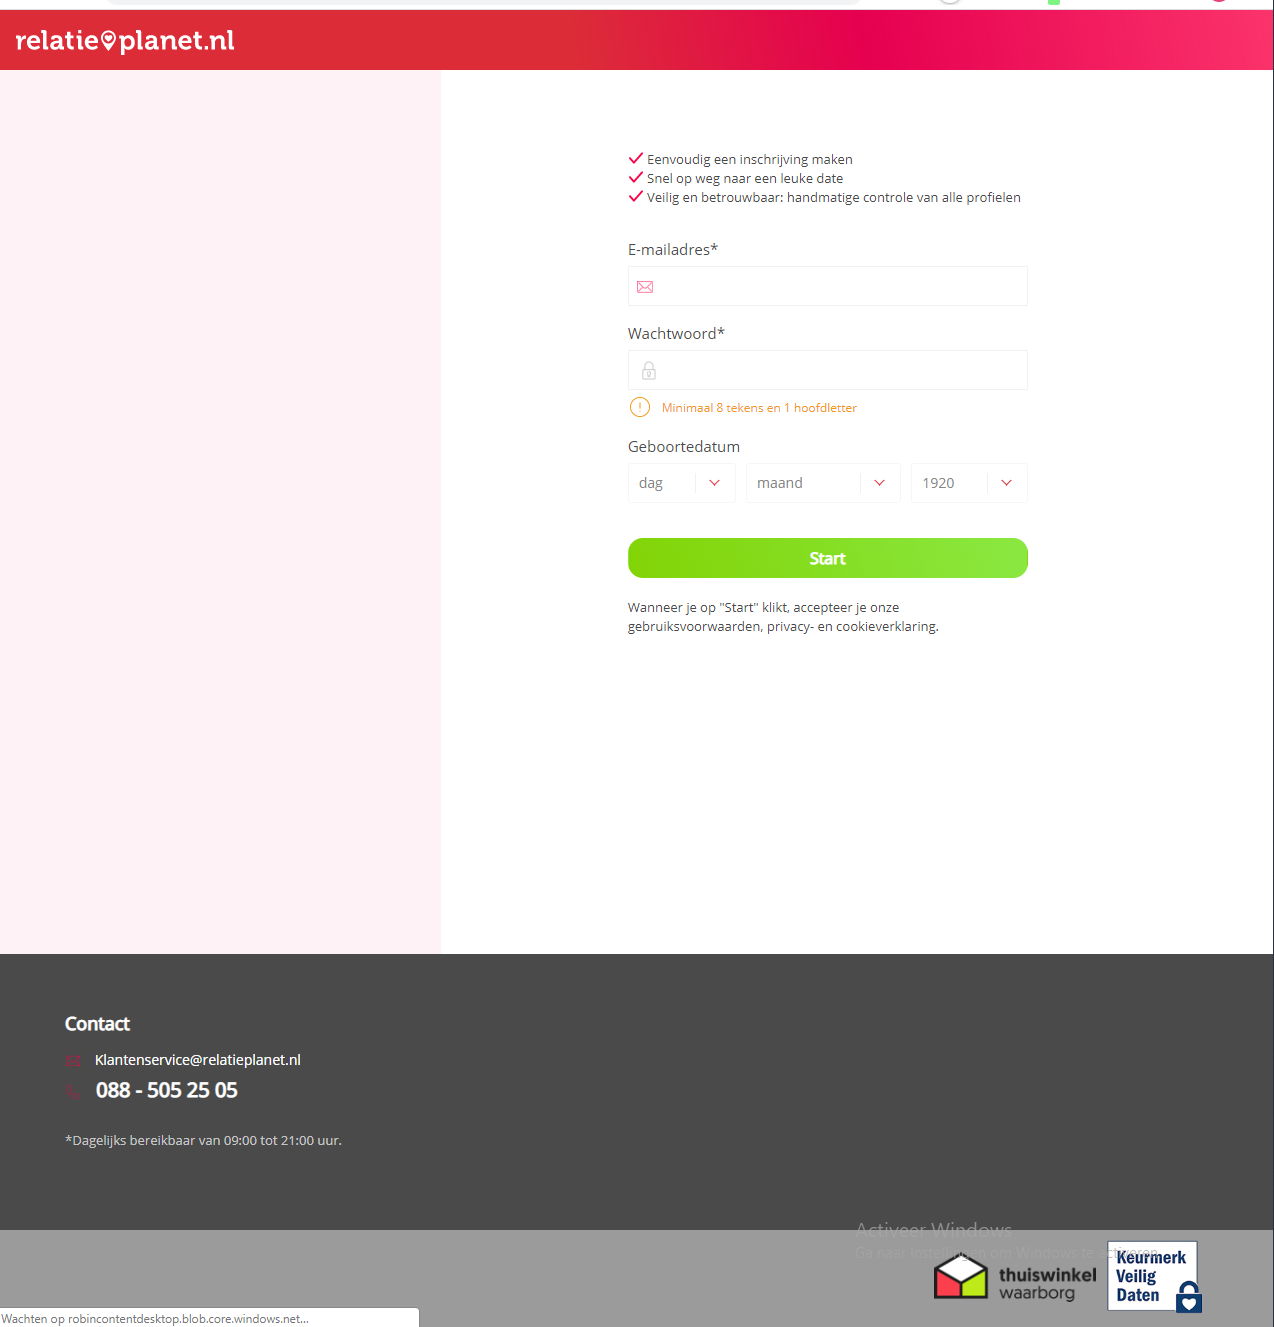 relatieplanet.nl
Eenvoudig een inschrijving maken
Snel op weg naar een leuke date
Veilig en betrouwbaar: handmatige controle van alle profielen
E-mailadres*
Wachtwoord*
Minimaal 8 tekens en 1 hoofdletter
Geboortedatum
dag maand 1920
Start
Wanneer je op "Start" klikt, accepteer je onze
gebruiksvoorwaarden, privacy- en cookieverklaring.
Contact
Klantenservice@relatieplanet.nl
088 - 505 25 05
*Dagelijks bereikbaar van 09:00 tot 21:00 uur.
Activeer Windows
Ga naar Instellingen om Windows te activeren.
thuiswinkel
waarborg
Keurmerk
Veilig
Daten
Wachten op robincontentdesktop.blob.core.windows.net...